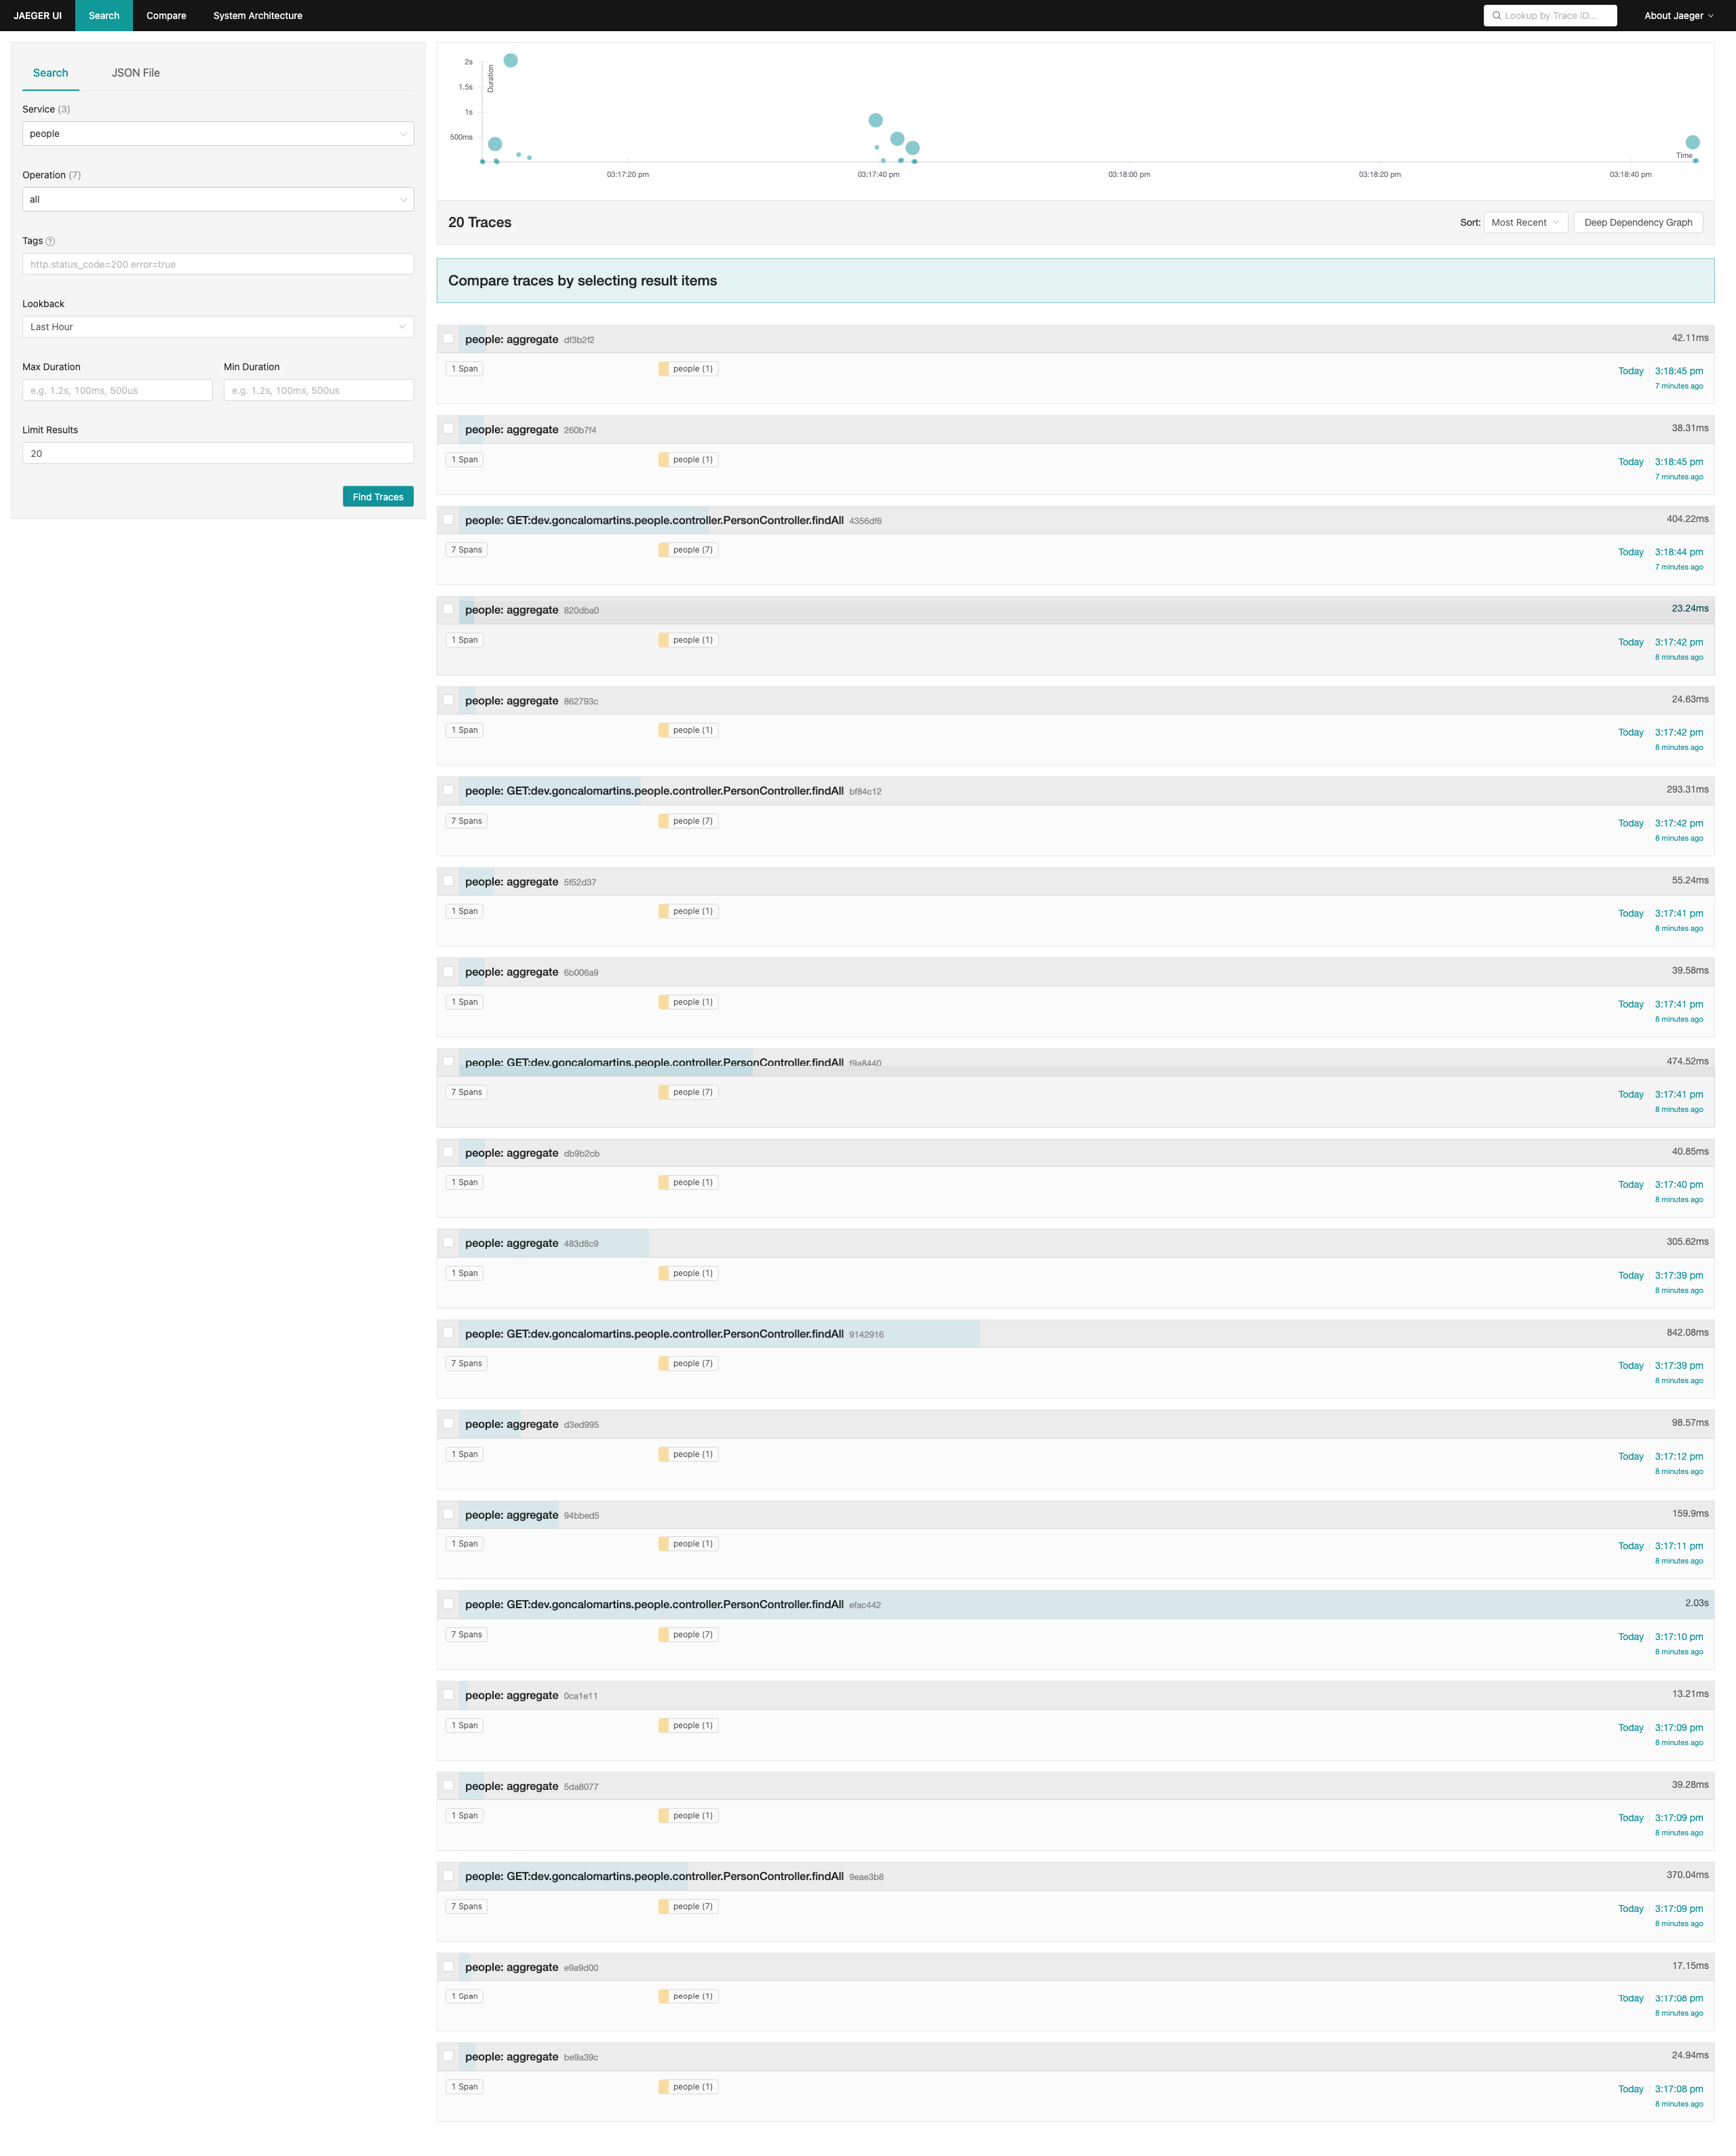 JAEGER UI Search Compare System Architecture Lookup by Trace ID... About Jaeger
Search JSON File
Service (3)
people
Operation (7)
all
Tags
http.status_code=200 error=true
Lookback
Last Hour
Max Duration Min Duration
e.g. 1.2s, 100ms, 500us e.g. 1.2s, 100ms, 500us
Limit Results
20
Find Traces
2s
1.5s
1s
500ms
Duration
Time
03:17:20 pm 03:17:40 pm 03:18:00 pm 03:18:20 pm 03:18:40 pm
20 Traces Sort: Most Recent Deep Dependency Graph
Compare traces by selecting result items
people: aggregate df3b2f2 42.11ms
1 Span people (1) Today 3:18:45 pm
7 minutes ago
people: aggregate 260b7f4 38.31ms
1 Span people (1) Today 3:18:45 pm
7 minutes ago
people: GET:dev.goncalomartins.people.controller.PersonController.findAll 4356df6 404.22ms
7 Spans people (7) Today 3:18:44 pm
7 minutes ago
people: aggregate 820dba0 23.24ms
1 Span people (1) Today 3:17:42 pm
8 minutes ago
people: aggregate 862793c 24.63ms
1 Span people (1) Today 3:17:42 pm
8 minutes ago
people: GET:dev.goncalomartins.people.controller.PersonController.findAll bf84c12 293.31ms
7 Spans people (7) Today 3:17:42 pm
8 minutes ago
people: aggregate 5f52d37 55.24ms
1 Span people (1) Today 3:17:41 pm
8 minutes ago
people: aggregate 6b006a9 39.58ms
1 Span people (1) Today 3:17:41 pm
8 minutes ago
people: GET:dev.goncalomartins.people.controller.PersonController.findAll f9a8440 474.52ms
7 Spans people (7) Today 3:17:41 pm
8 minutes ago
people: aggregate db9b2cb 40.85ms
1 Span people (1) Today 3:17:40 pm
8 minutes ago
people: aggregate 483d8c9 305.62ms
1 Span people (1) Today 3:17:39 pm
8 minutes ago
people: GET:dev.goncalomartins.people.controller.PersonController.findAll 9142916 842.08ms
7 Spans people (7) Today 3:17:39 pm
8 minutes ago
people: aggregate d3ed995 98.57ms
1 Span people (1) Today 3:17:12 pm
8 minutes ago
people: aggregate 94bbed5 159.9ms
1 Span people (1) Today 3:17:11 pm
8 minutes ago
people: GET:dev.goncalomartins.people.controller.PersonController.findAll efac442 2.03s
7 Spans people (7) Today 3:17:10 pm
8 minutes ago
people: aggregate 0ca1e11 13.21ms
1 Span people (1) Today 3:17:09 pm
8 minutes ago
people: aggregate 5da8077 39.28ms
1 Span people (1) Today 3:17:09 pm
8 minutes ago
people: GET:dev.goncalomartins.people.controller.PersonController.findAll 9eae3b8 370.04ms
7 Spans people (7) Today 3:17:09 pm
8 minutes ago
people: aggregate e9a9d00 17.15ms
1 Span people (1) Today 3:17:08 pm
8 minutes ago
people: aggregate be9a39c 24.94ms
1 Span people (1) Today 3:17:08 pm
8 minutes ago